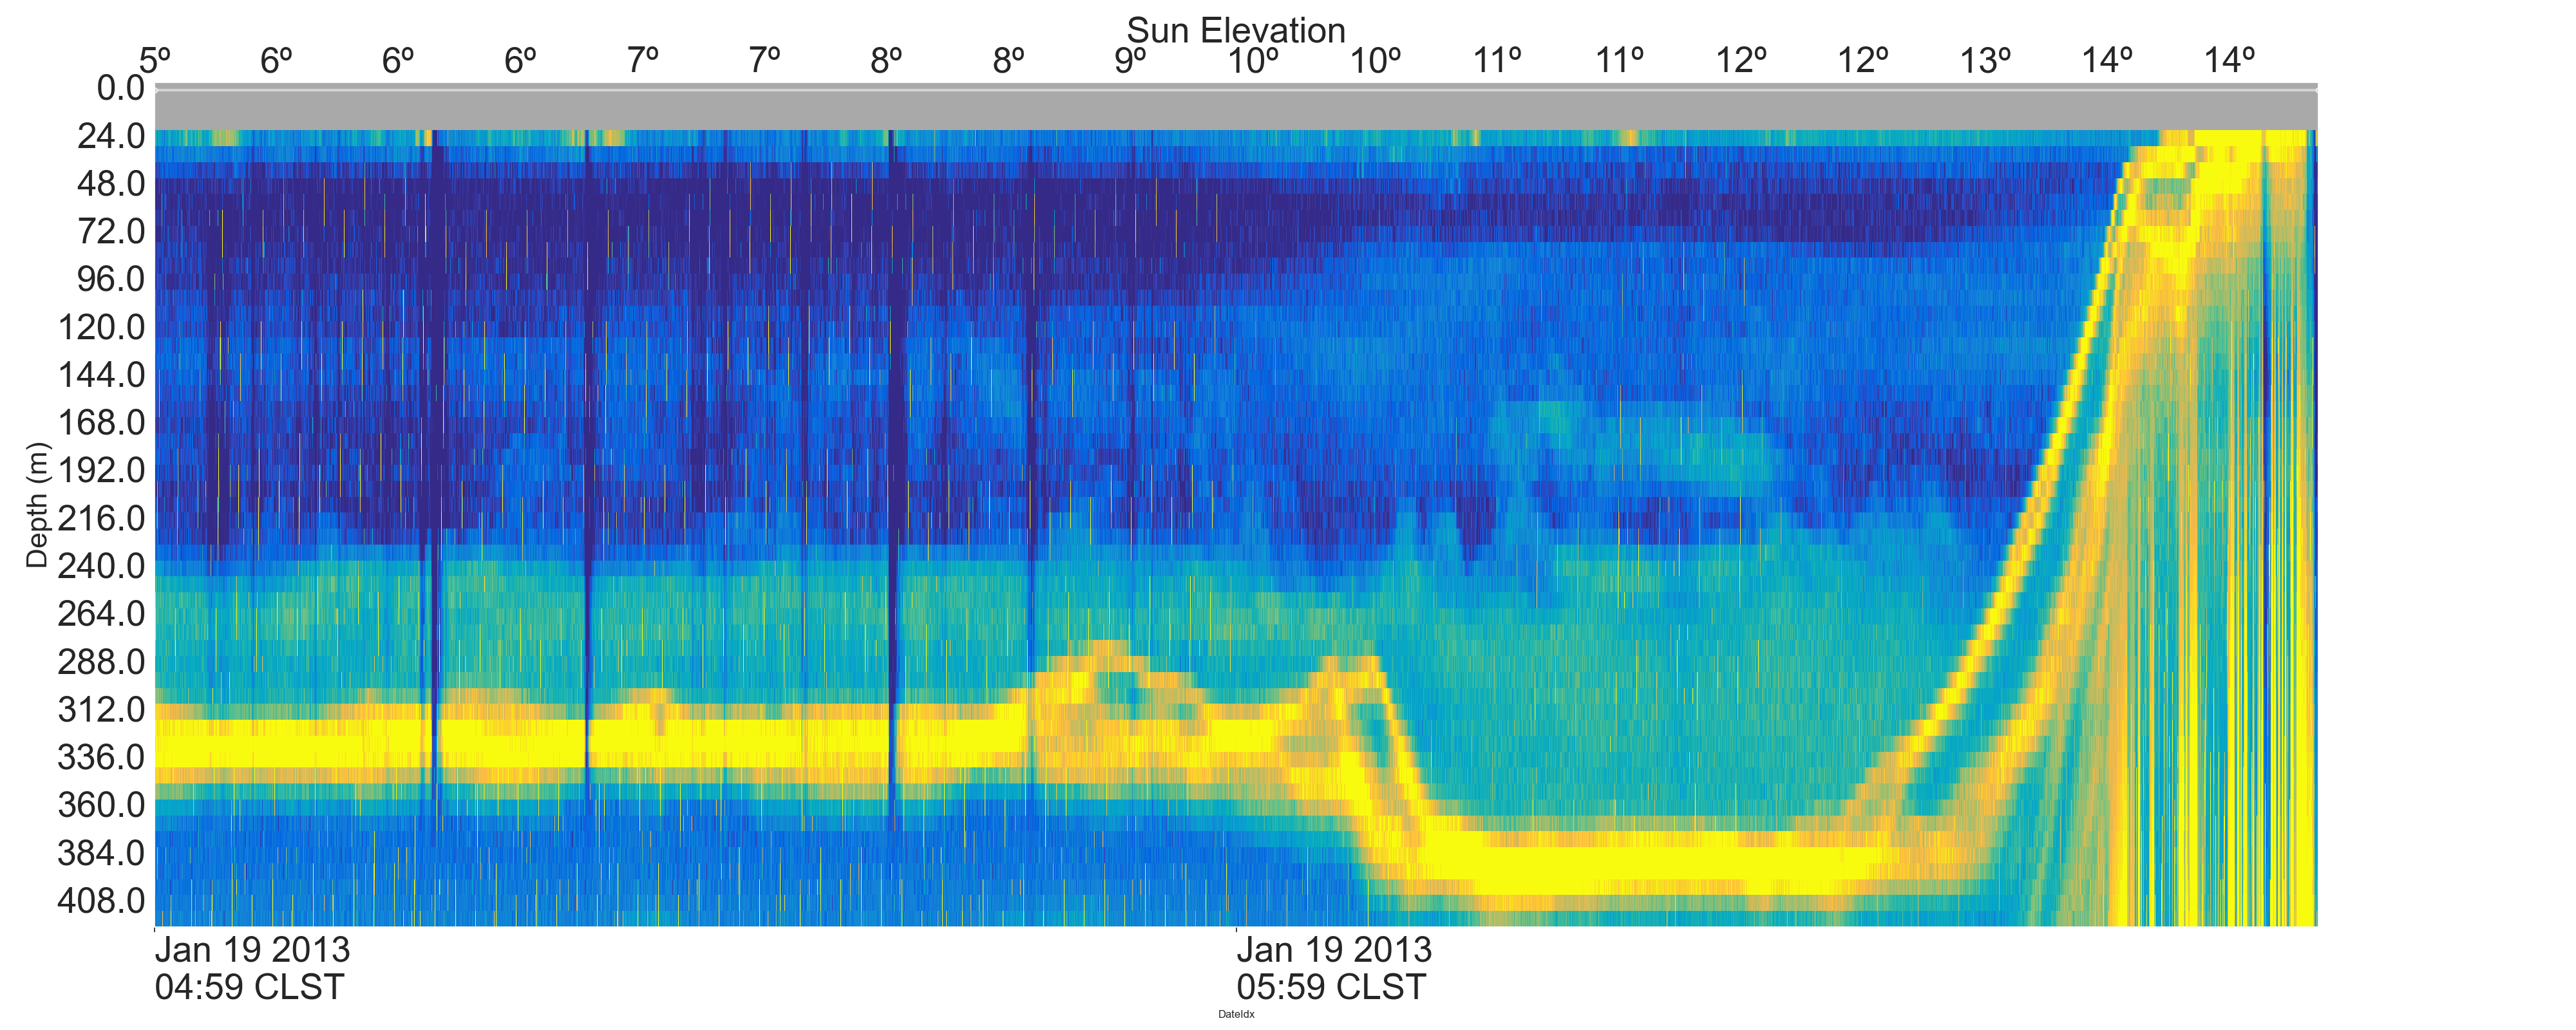 Sun Elevation
5º 6º 6º 6º 7º 7º 8º 8º 9º 10º 10º 11º 11º 12º 12º 13º 14º 14º
0.0
24.0
48.0
72.0
96.0
120.0
144.0
168.0
192.0
216.0
240.0
264.0
288.0
312.0
336.0
360.0
384.0
408.0
Depth (m)
Jan 19 2013
04:59 CLST
Jan 19 2013
05:59 CLST
DateIdx